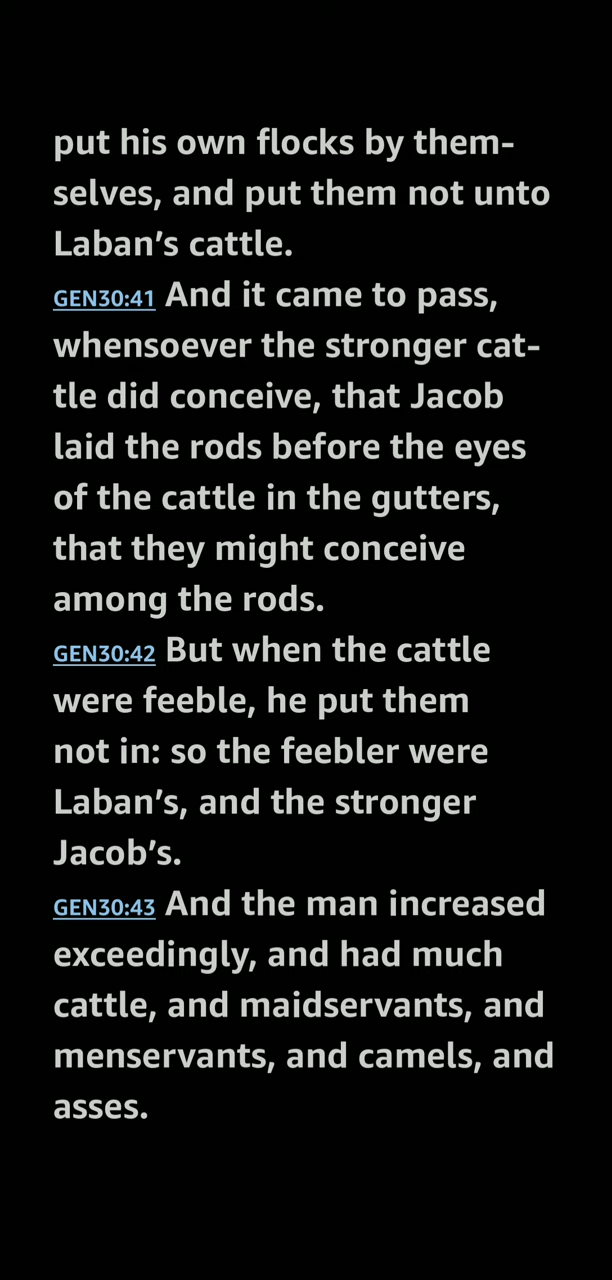 put his own flocks by them-
selves, and put them not unto
Laban’s cattle.
GEN30:41 And it came to pass,
whensoever the stronger cat-
tle did conceive, that Jacob
laid the rods before the eyes
of the cattle in the gutters,
that they might conceive
among the rods.
GEN30:42 But when the cattle
were feeble, he put them
not in: so the feebler were
Laban’s, and the stronger
Jacob’s.
GEN30:43 And the man increased
exceedingly, and had much
cattle, and maidservants, and
menservants, and camels, and
asses.